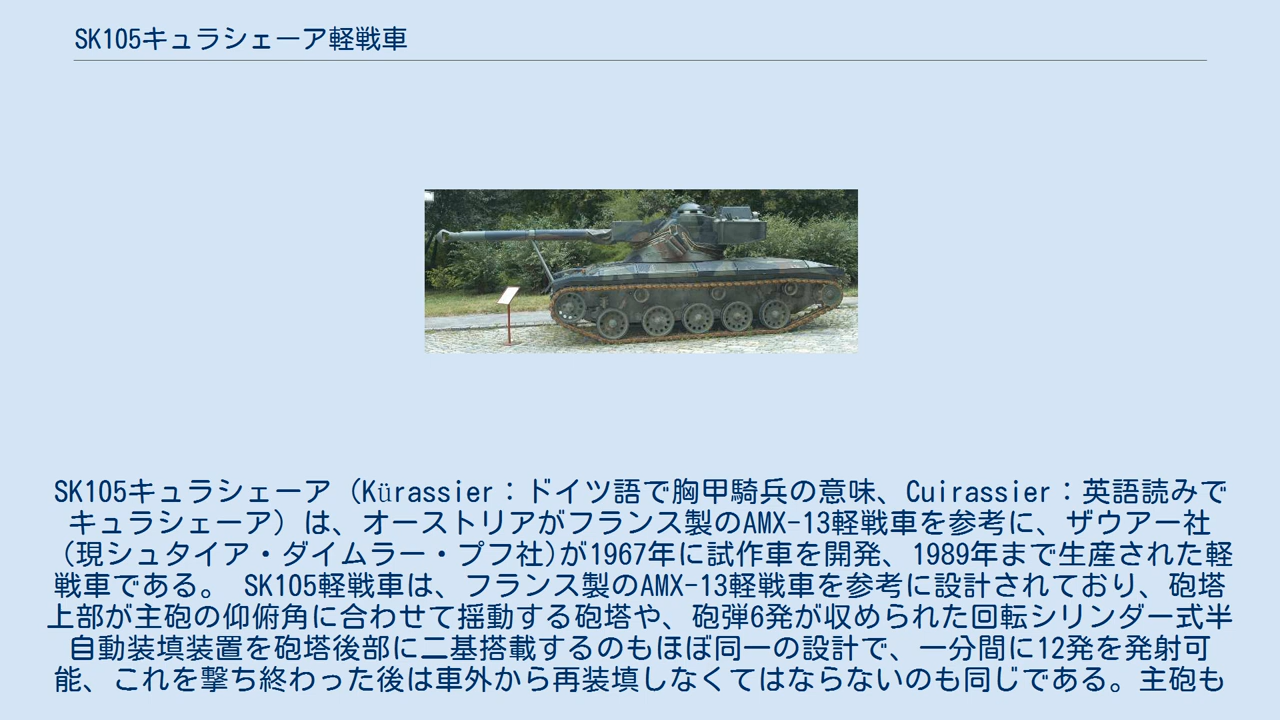 SK105キュラシェーア軽戦車
SK105キュラシェーア（Kürassier：ドイツ語で胸甲騎兵の意味、Cuirassier：英語読みで
キュラシェーア）は、オーストリアがフランス製のAMX-13軽戦車を参考に、ザウアー社
(現シュタイア・ダイムラー・プフ社)が1967年に試作車を開発、1989年まで生産された軽
戦車である。 SK105軽戦車は、フランス製のAMX-13軽戦車を参考に設計されており、砲塔
上部が主砲の仰俯角に合わせて揺動する砲塔や、砲弾6発が収められた回転シリンダー式半
自動装填装置を砲塔後部に二基搭載するのもほぼ同一の設計で、一分間に12発を発射可
能、これを撃ち終わった後は車外から再装填しなくてはならないのも同じである。主砲も